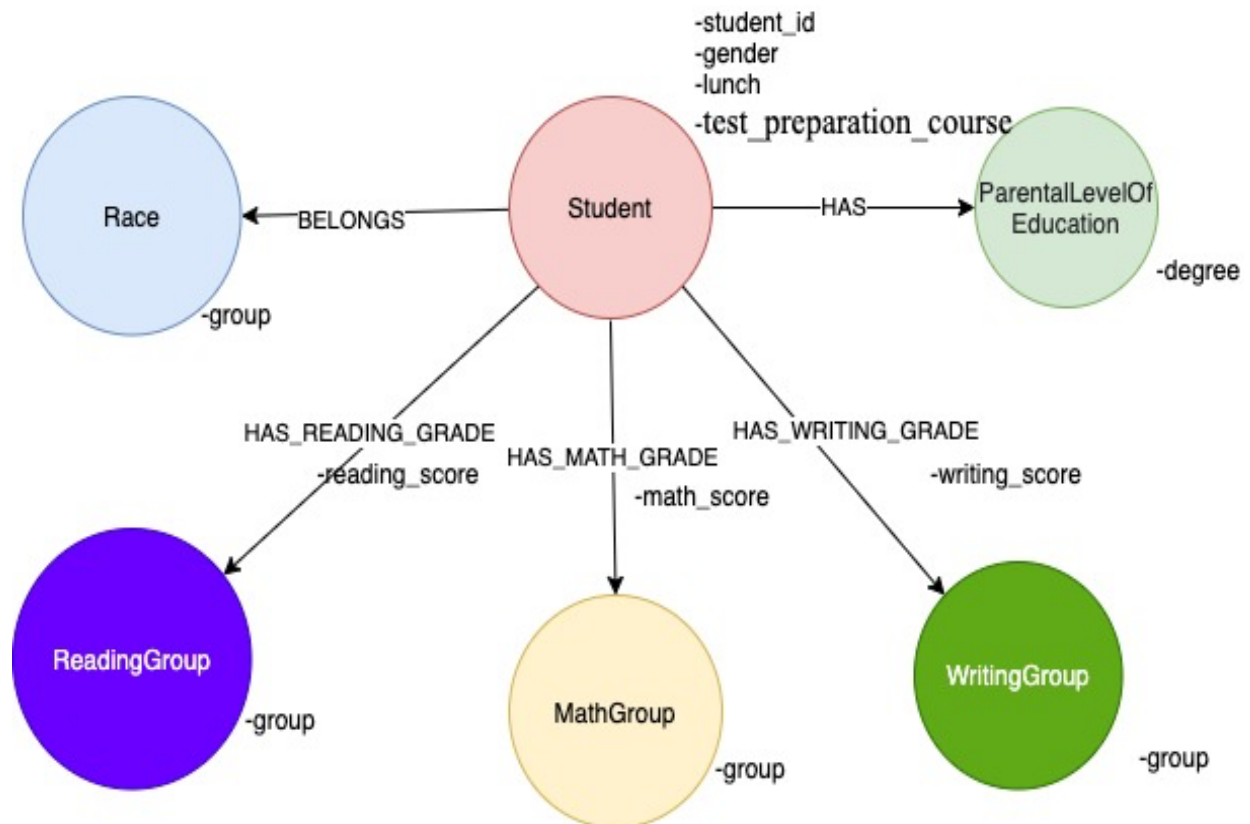 -student_id
-gender
-lunch
-test_preparation_course
Race
BELONGS
Student
HAS
ParentalLevelOf
Education
-group
-degree
HAS_READING_GRADE
-reading_score
HAS_MATH_GRADE
-math_score
HAS_WRITING_GRADE
-writing_score
ReadingGroup
-group
MathGroup
-group
WritingGroup
-group